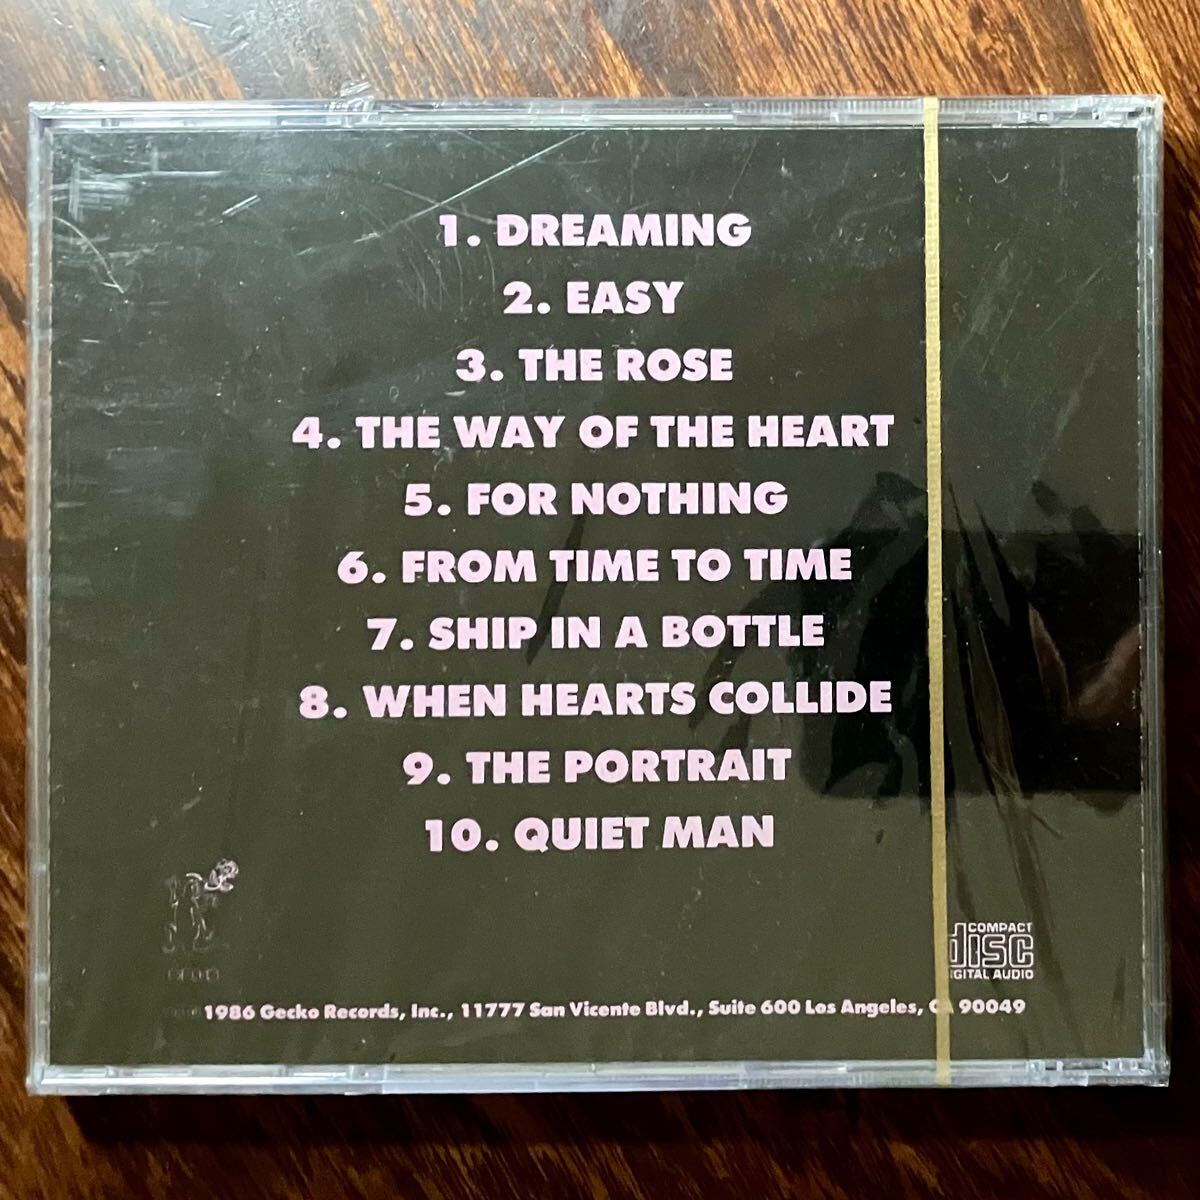 1. DREAMING
2. EASY
3. THE ROSE
4. THE WAY OF THE HEART
5. FOR NOTHING
6. FROM TIME TO TIME
7. SHIP IN A BOTTLE
8. WHEN HEARTS COLLIDE
9. THE PORTRAIT
10. QUIET MAN
COMPACT
disc
DIGITAL AUDIO
1986 Gecko Records, Inc., 11777 San Vicente Blvd., Suite 600 Los Angeles, CA 90049